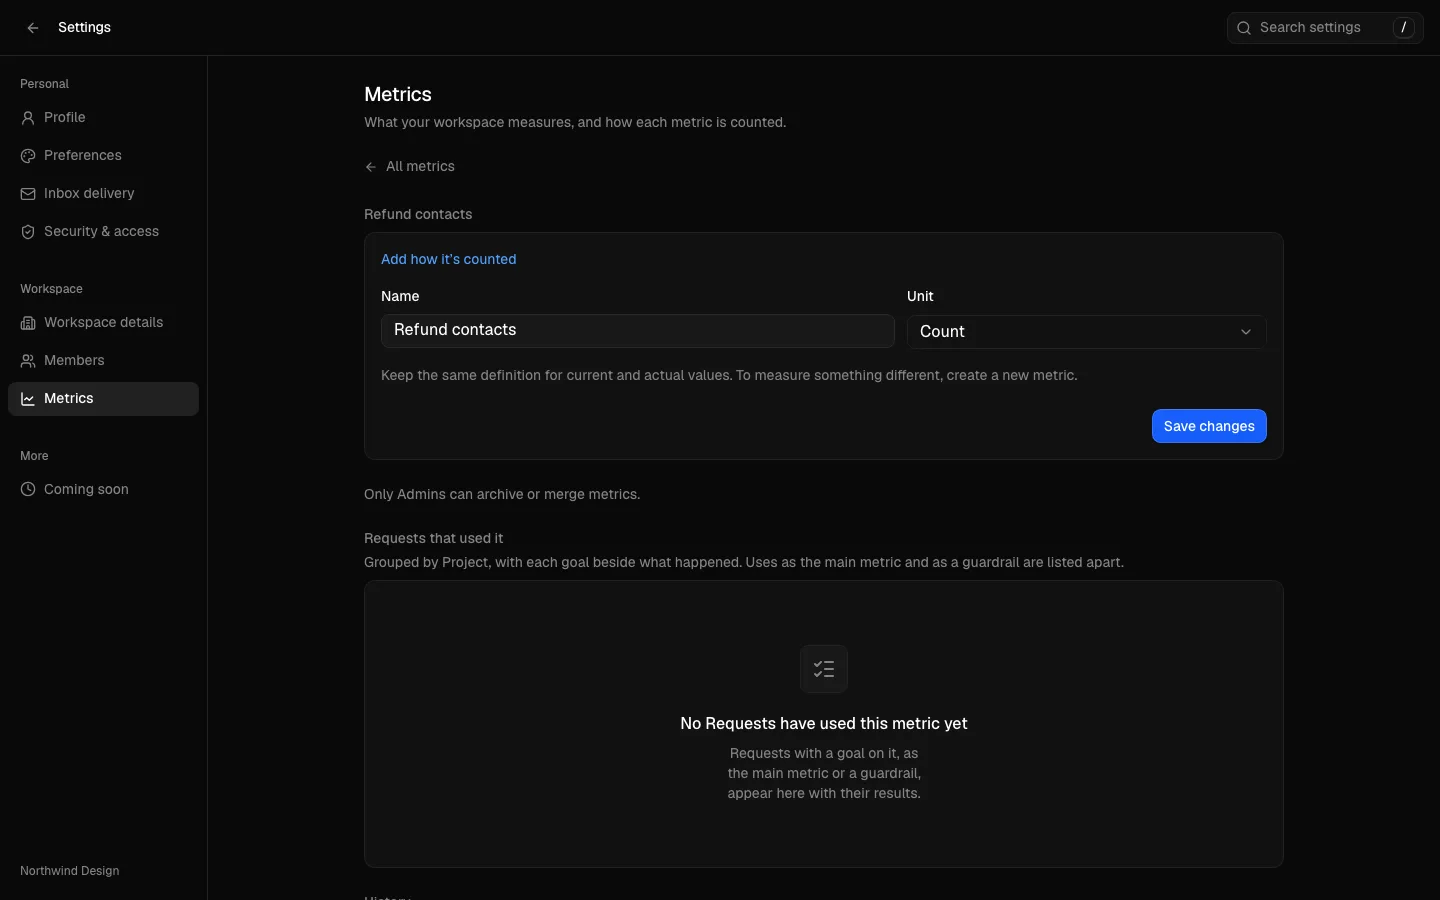 Settings
Search settings
/
Personal
Profile
Preferences
Inbox delivery
Security & access
Workspace
Workspace details
Members
Metrics
More
Coming soon
Northwind Design
Metrics
What your workspace measures, and how each metric is counted.
All metrics
Refund contacts
Add how it's counted
Name
Unit
Refund contacts
Count
Keep the same definition for current and actual values. To measure something different, create a new metric.
Save changes
Only Admins can archive or merge metrics.
Requests that used it
Grouped by Project, with each goal beside what happened. Uses as the main metric and as a guardrail are listed apart.
No Requests have used this metric yet
Requests with a goal on it, as
the main metric or a guardrail,
appear here with their results.